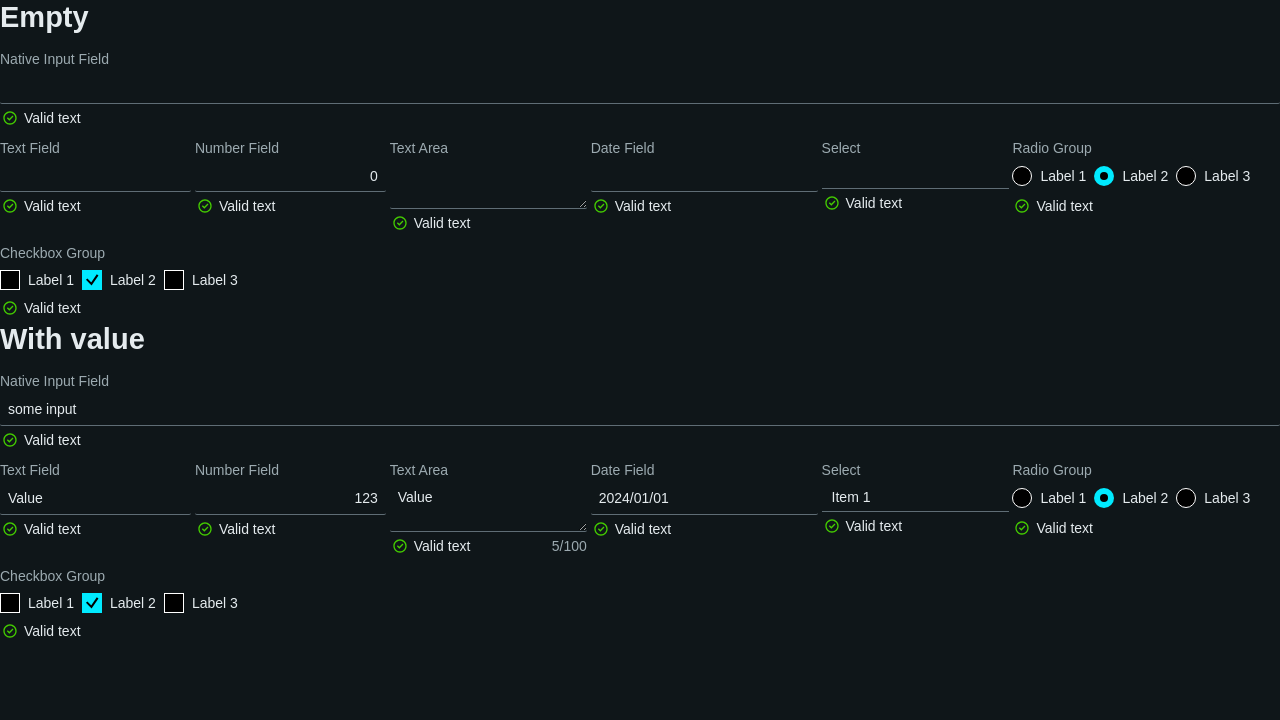 Empty
Native Input Field
Valid text
Text Field Number Field Text Area Date Field Select Radio Group
0 Label 1 Label 2 Label 3
Valid text Valid text Valid text Valid text Valid text Valid text
Checkbox Group
Label 1 Label 2 Label 3
Valid text
With value
Native Input Field
some input
Valid text
Text Field Number Field Text Area Date Field Select Radio Group
Value 123 Value 2024/01/01 Item 1 Label 1 Label 2 Label 3
Valid text Valid text Valid text 5/100 Valid text Valid text Valid text
Checkbox Group
Label 1 Label 2 Label 3
Valid text